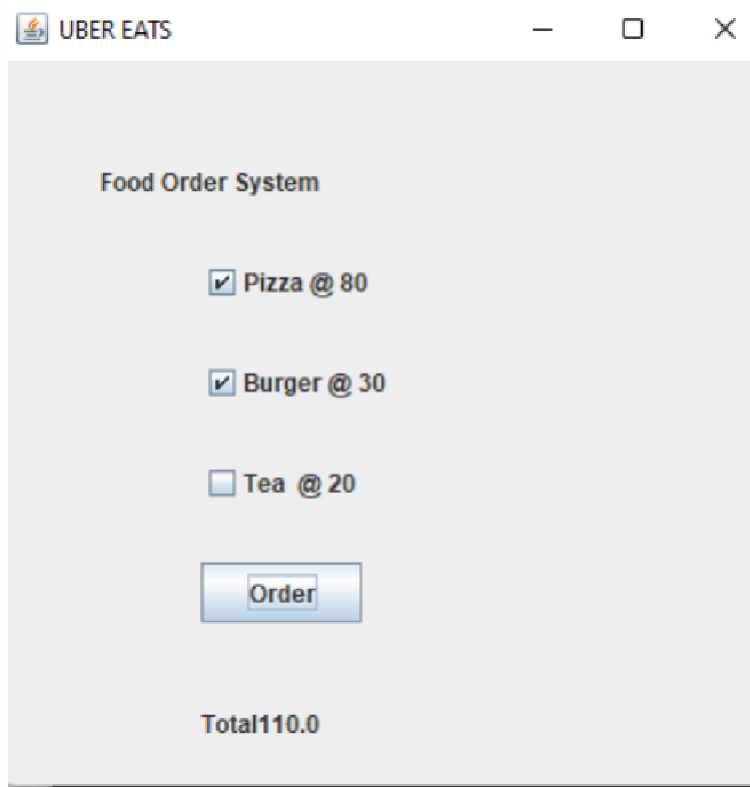 UBER EATS
Food Order System
Pizza @ 80
Burger @ 30
Tea  @ 20
Order
Total110.0